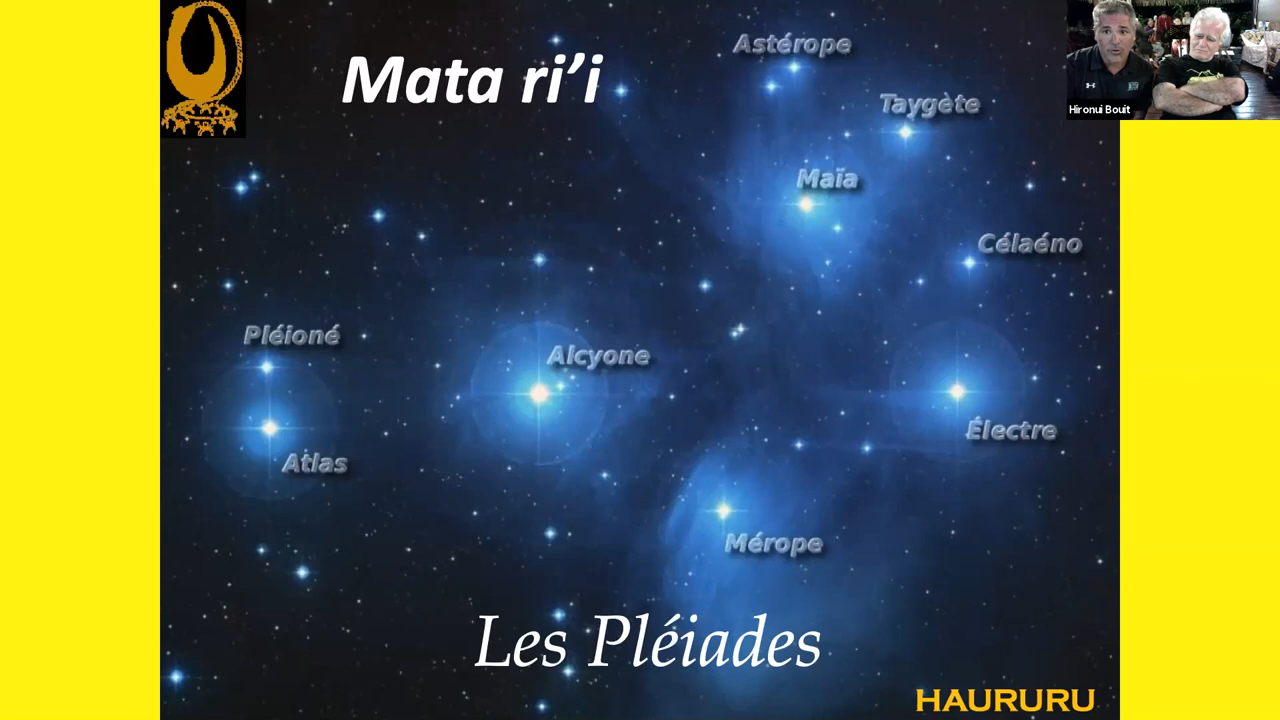 Mata ri’i
Astérope
Taygète
Maïa
Célaéno
Pléioné
Alcyone
Électre
Atlas
Mérope
Les Pléiades
HAURURU
Hironui Bouit